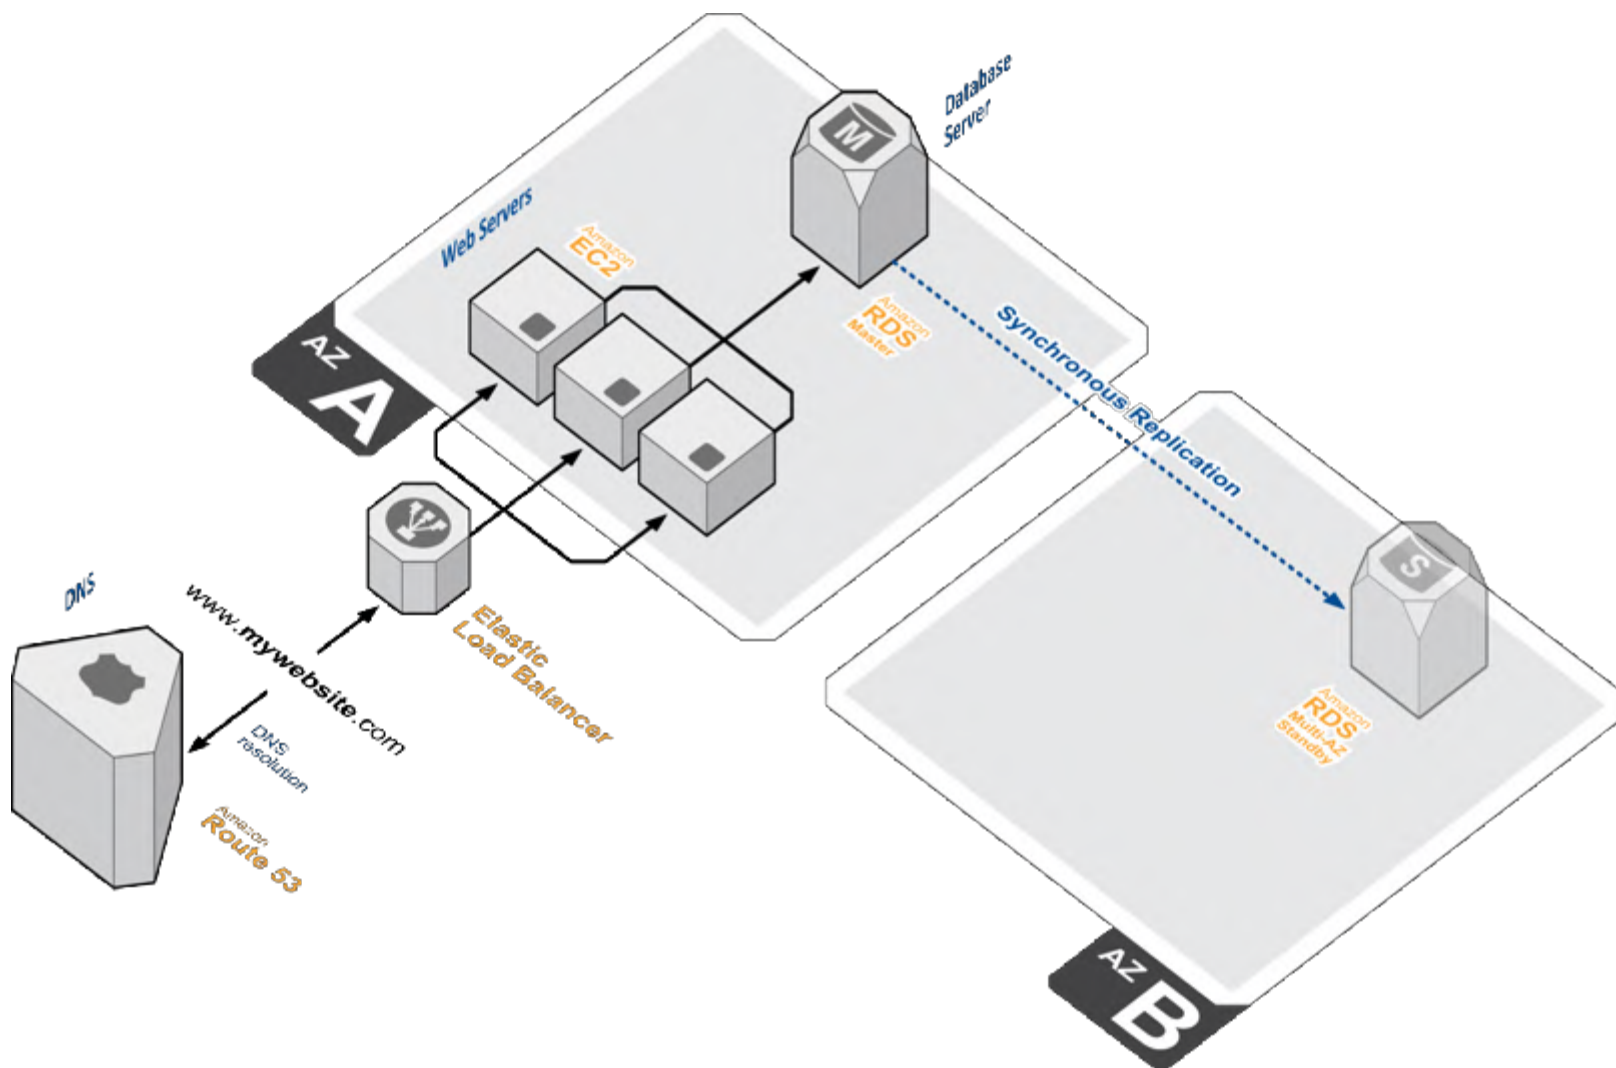 Database
Server
Web Servers
Amazon
EC2
M
Amazon
RDS
Master
AZ
A
Synchronous Replication
DNS
www.mywebsite.com
Elastic
Load Balancer
DNS
resolution
Amazon
Route 53
S
Amazon
RDS
Multi-AZ
Standby
AZ
B